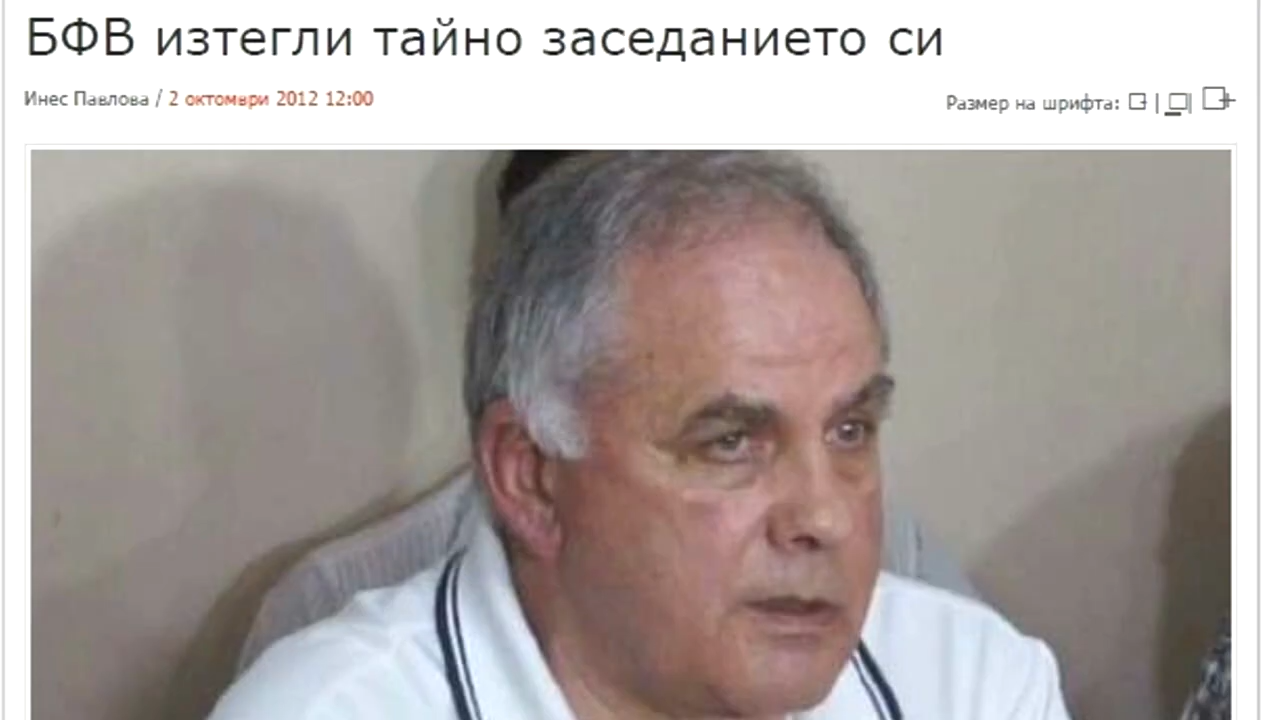 БФВ изтегли тайно заседанието си
Инес Павлова / 2 октомври 2012 12:00
Размер на шрифта: